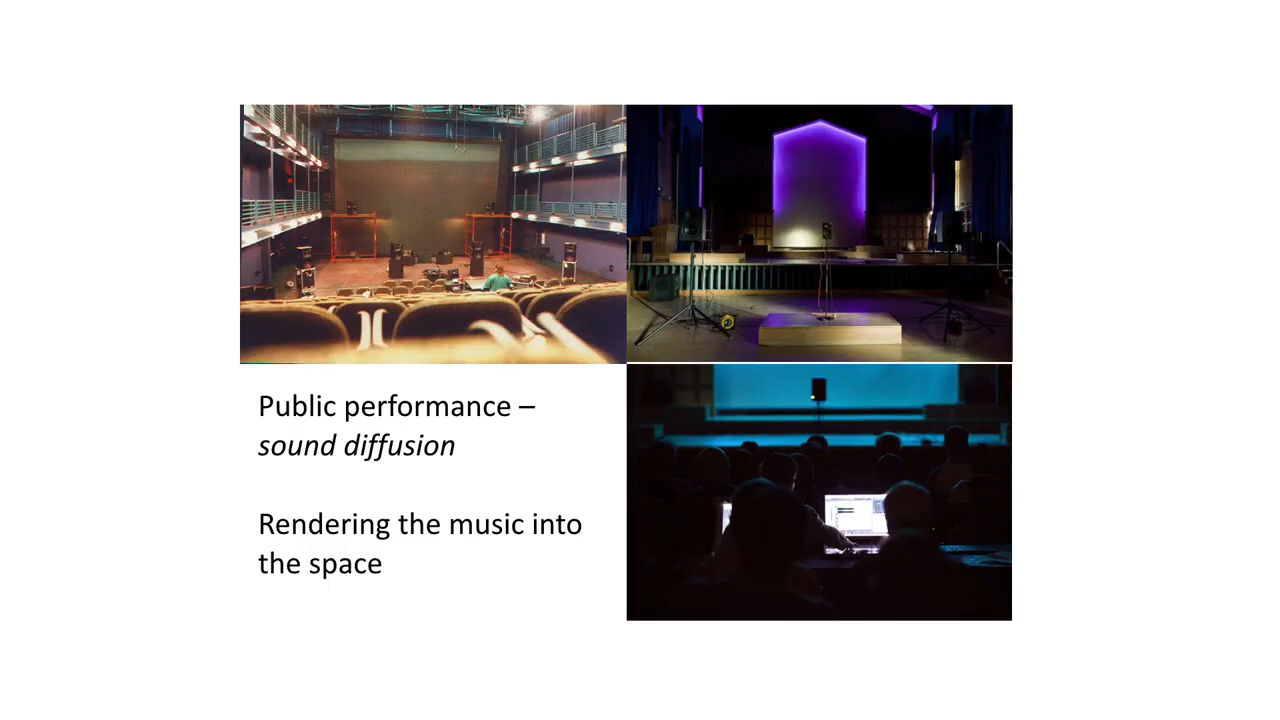 Public performance –
sound diffusion
Rendering the music into
the space